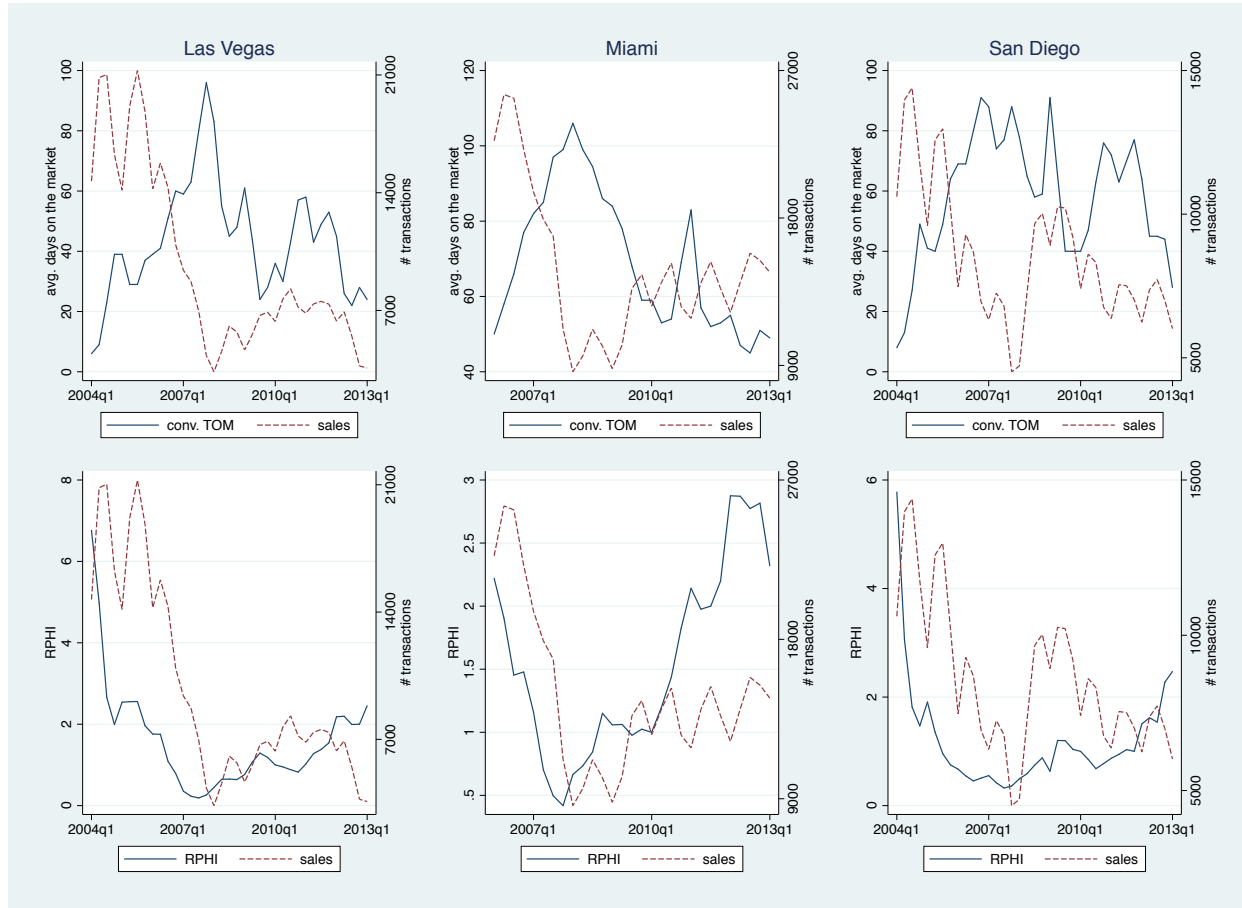 Las Vegas
avg. days on the market
0 20 40 60 80 100
7000 14000 21000
# transactions
2004q1 2007q1 2010q1 2013q1
conv. TOM sales
Miami
avg. days on the market
40 60 80 100 120
9000 18000 27000
# transactions
2007q1 2010q1 2013q1
conv. TOM sales
San Diego
avg. days on the market
0 20 40 60 80 100
5000 10000 15000
# transactions
2004q1 2007q1 2010q1 2013q1
conv. TOM sales
RPHI
0 2 4 6 8
7000 14000 21000
# transactions
2004q1 2007q1 2010q1 2013q1
RPHI sales
RPHI
.5 1 1.5 2 2.5 3
9000 18000 27000
# transactions
2007q1 2010q1 2013q1
RPHI sales
RPHI
0 2 4 6
5000 10000 15000
# transactions
2004q1 2007q1 2010q1 2013q1
RPHI sales